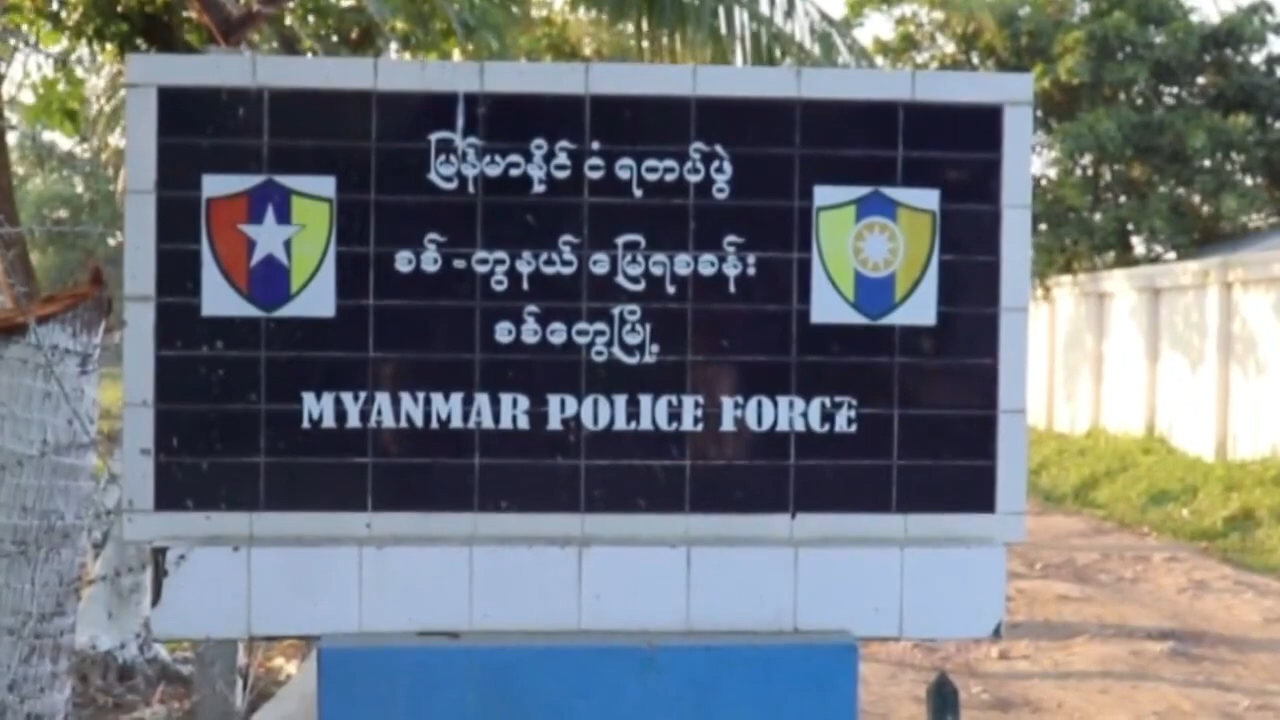 မြန်မာနိုင်ငံရဲတပ်ဖွဲ့
စစ်-တွနယ်မြေရဲစခန်း
စစ်တွေမြို့
MYANMAR POLICE FORCE